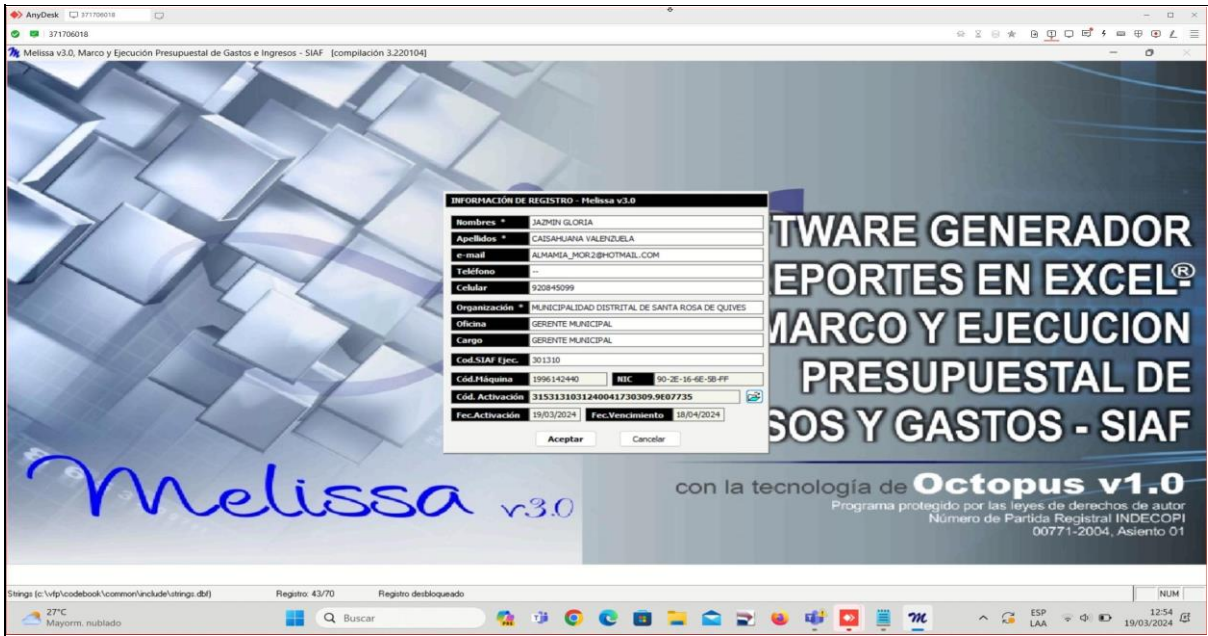 AnyDesk 371706018
371706018
Melissa v3.0, Marco y Ejecución Presupuestal de Gastos e Ingresos - SIAF [compilación 3.220104]
INFORMACIÓN DE REGISTRO - Melissa v3.0
Nombres * JAZMIN GLORIA
Apellidos * CAISAHUANA VALENZUELA
e-mail ALMAMIA_MOR2@HOTMAIL.COM
Teléfono --
Celular 920845099
Organización * MUNICIPALIDAD DISTRITAL DE SANTA ROSA DE QUIVES
Oficina GERENTE MUNICIPAL
Cargo GERENTE MUNICIPAL
Cod.SIAF Ejec. 301310
Cód.Máquina 1996142440 NIC 90-2E-16-6E-5B-FF
Cód. Activación 3153131031240041730309.9E07735
Fec.Activación 19/03/2024 Fec.Vencimiento 18/04/2024
Aceptar Cancelar
TWARE GENERADOR
EPORTES EN EXCEL®
MARCO Y EJECUCION
PRESUPUESTAL DE
SOS Y GASTOS - SIAF
Melissa v3.0
con la tecnología de Octopus v1.0
Programa protegido por las leyes de derechos de autor
Número de Partida Registral INDECOPI
00771-2004, Asiento 01
Strings (c:\vfp\codebook\common\include\strings.dbf) Registro: 43/70 Registro desbloqueado NUM
27°C
Mayorm. nublado
Buscar
ESP
LAA
12:54
19/03/2024